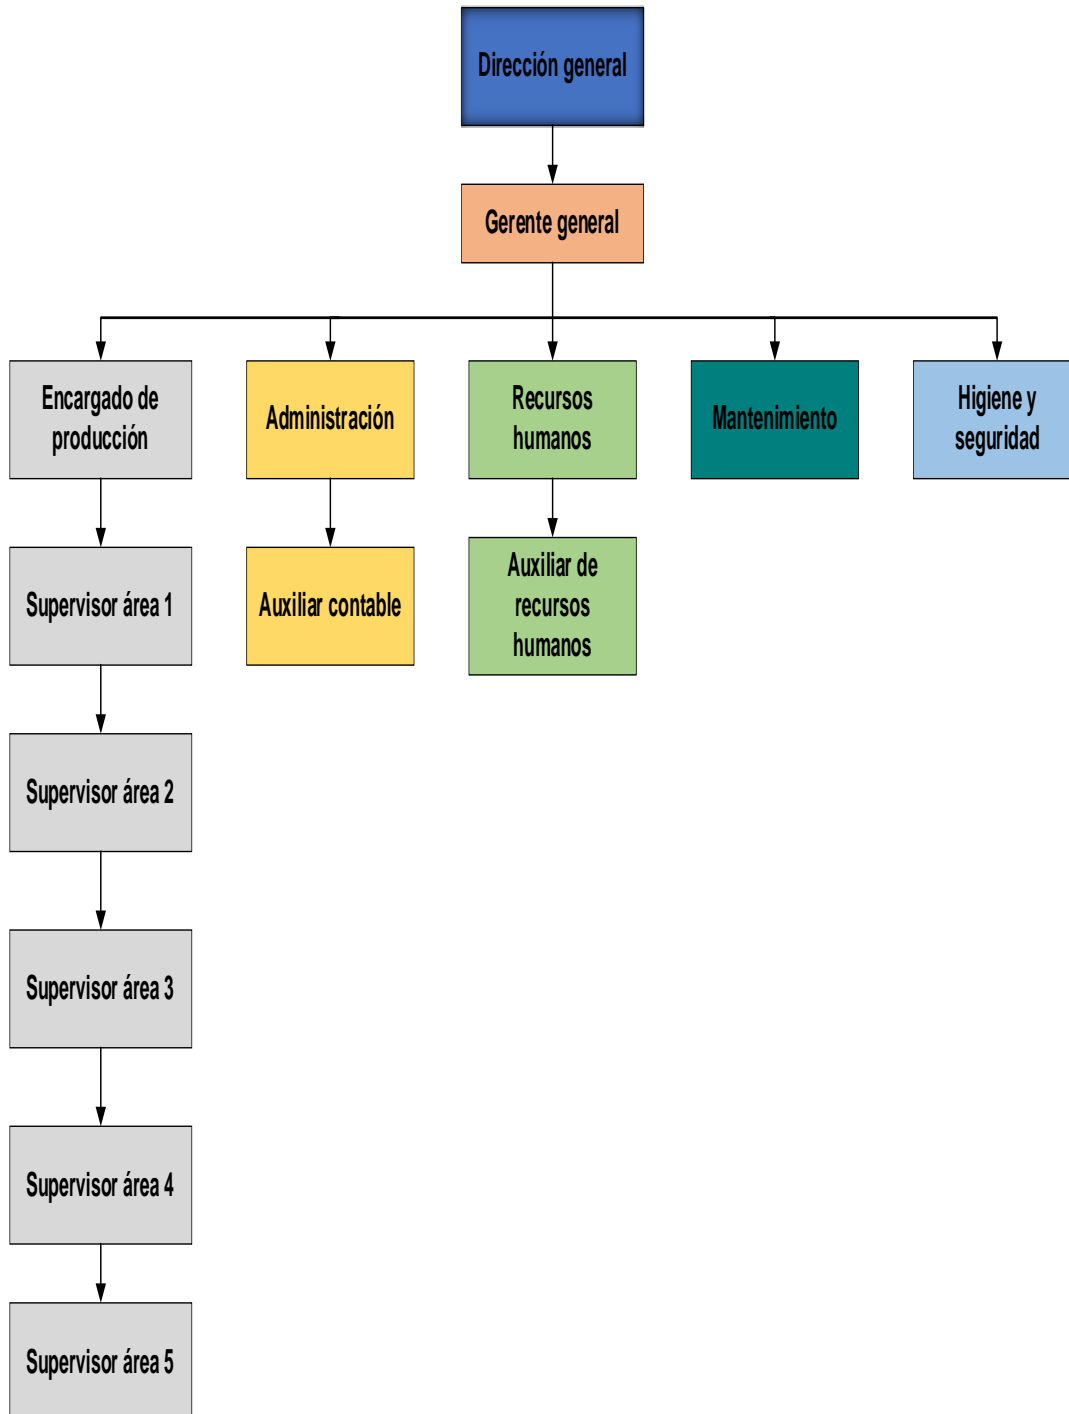 Dirección general
Gerente general
Encargado de
producción
Administración
Recursos
humanos
Mantenimiento
Higiene y
seguridad
Supervisor área 1
Auxiliar contable
Auxiliar de
recursos
humanos
Supervisor área 2
Supervisor área 3
Supervisor área 4
Supervisor área 5